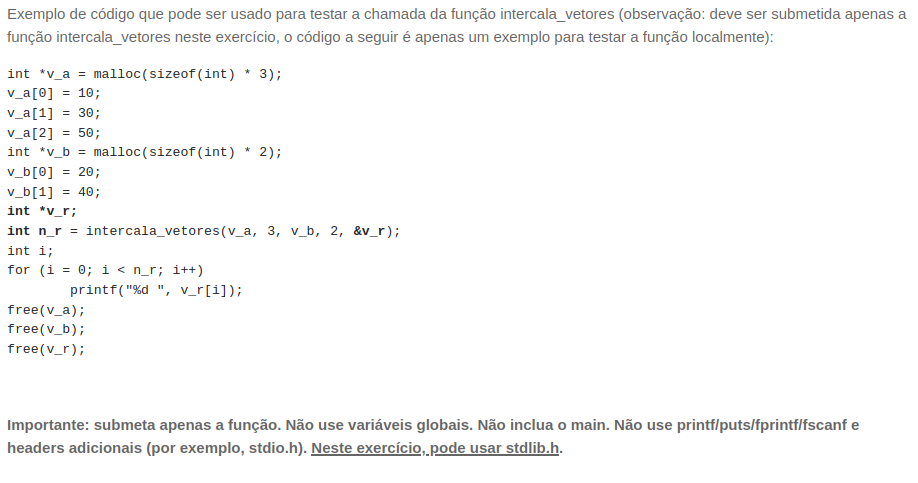 Exemplo de código que pode ser usado para testar a chamada da função intercala_vetores (observação: deve ser submetida apenas a
função intercala_vetores neste exercício, o código a seguir é apenas um exemplo para testar a função localmente):
int *v_a = malloc(sizeof(int) * 3);
v_a[0] = 10;
v_a[1] = 30;
v_a[2] = 50;
int *v_b = malloc(sizeof(int) * 2);
v_b[0] = 20;
v_b[1] = 40;
int *v_r;
int n_r = intercala_vetores(v_a, 3, v_b, 2, &v_r);
int i;
for (i = 0; i < n_r; i++)
        printf("%d ", v_r[i]);
free(v_a);
free(v_b);
free(v_r);
Importante: submeta apenas a função. Não use variáveis globais. Não inclua o main. Não use printf/puts/fprintf/fscanf e
headers adicionais (por exemplo, stdio.h). Neste exercício, pode usar stdlib.h.